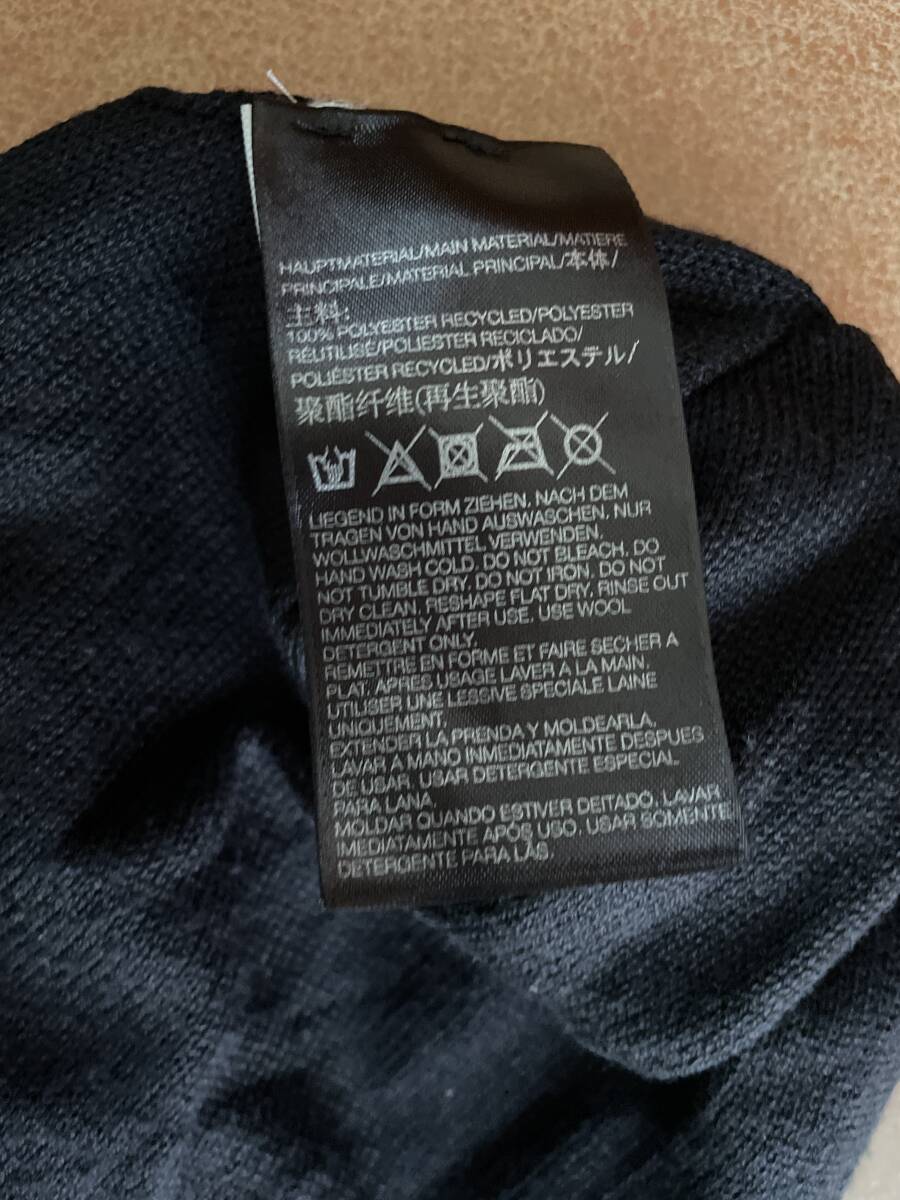 HAUPTMATERIAL/MAIN MATERIAL/MATIERE
PRINCIPALE/MATERIAL PRINCIPAL/本体/
主料:
100% POLYESTER RECYCLED/POLYESTER
REUTILISE/POLIESTER RECICLADO/
POLIESTER RECYCLED/ポリエステル/
聚酯纤维(再生聚酯)
LIEGEND IN FORM ZIEHEN. NACH DEM
TRAGEN VON HAND AUSWASCHEN. NUR
WOLLWASCHMITTEL VERWENDEN.
HAND WASH COLD. DO NOT BLEACH. DO
NOT TUMBLE DRY. DO NOT IRON. DO NOT
DRY CLEAN. RESHAPE FLAT DRY. RINSE OUT
IMMEDIATELY AFTER USE. USE WOOL
DETERGENT ONLY.
REMETTRE EN FORME ET FAIRE SECHER A
PLAT. APRES USAGE LAVER A LA MAIN.
UTILISER UNE LESSIVE SPECIALE LAINE
UNIQUEMENT.
EXTENDER LA PRENDA Y MOLDEARLA.
LAVAR A MANO INMEDIATAMENTE DESPUES
DE USAR. USAR DETERGENTE ESPECIAL
PARA LANA.
MOLDAR QUANDO ESTIVER DEITADO. LAVAR
IMEDIATAMENTE APÓS USO. USAR SOMENTE
DETERGENTE PARA LÃS.